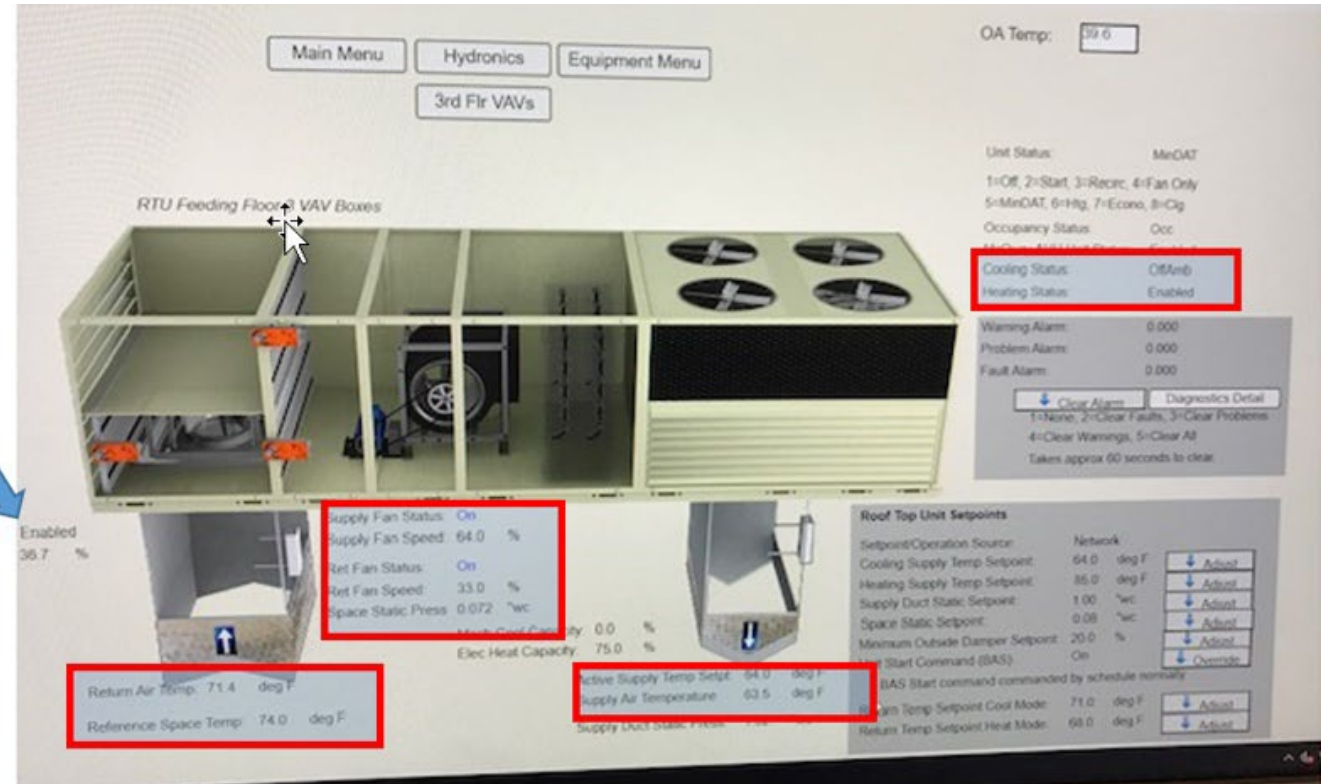 OA Temp: 39.6
Main Menu
Hydronics
Equipment Menu
3rd Flr VAVs
Unit Status: MinDAT
1=Off, 2=Start, 3=Recirc, 4=Fan Only
5=MinDAT, 6=Htg, 7=Econo, 8=Clg
RTU Feeding Floor 3 VAV Boxes
Occupancy Status: Occ
Cooling Status: OffAmb
Heating Status: Enabled
Warning Alarm: 0.000
Problem Alarm: 0.000
Fault Alarm: 0.000
Clear Alarm
Diagnostics Detail
1=None, 2=Clear Faults, 3=Clear Problems
4=Clear Warnings, 5=Clear All
Takes approx 60 seconds to clear.
Enabled
36.7 %
Supply Fan Status: On
Supply Fan Speed: 64.0 %
Ret Fan Status: On
Ret Fan Speed: 33.0 %
Space Static Press: 0.072 "wc
Mech Cool Capacity: 0.0 %
Elec Heat Capacity: 75.0 %
Return Air Temp: 71.4 deg F
Reference Space Temp: 74.0 deg F
Active Supply Temp Setpt: 64.0 deg F
Supply Air Temperature: 63.5 deg F
Supply Duct Static Press:
Roof Top Unit Setpoints
Setpoint/Operation Source: Network
Cooling Supply Temp Setpoint: 64.0 deg F Adjust
Heating Supply Temp Setpoint: 85.0 deg F Adjust
Supply Duct Static Setpoint: 1.00 "wc Adjust
Space Static Setpoint: 0.08 "wc Adjust
Minimum Outside Damper Setpoint: 20.0 % Adjust
Unit Start Command (BAS): On Override
BAS Start command commanded by schedule normally
Return Temp Setpoint Cool Mode: 71.0 deg F Adjust
Return Temp Setpoint Heat Mode: 68.0 deg F Adjust